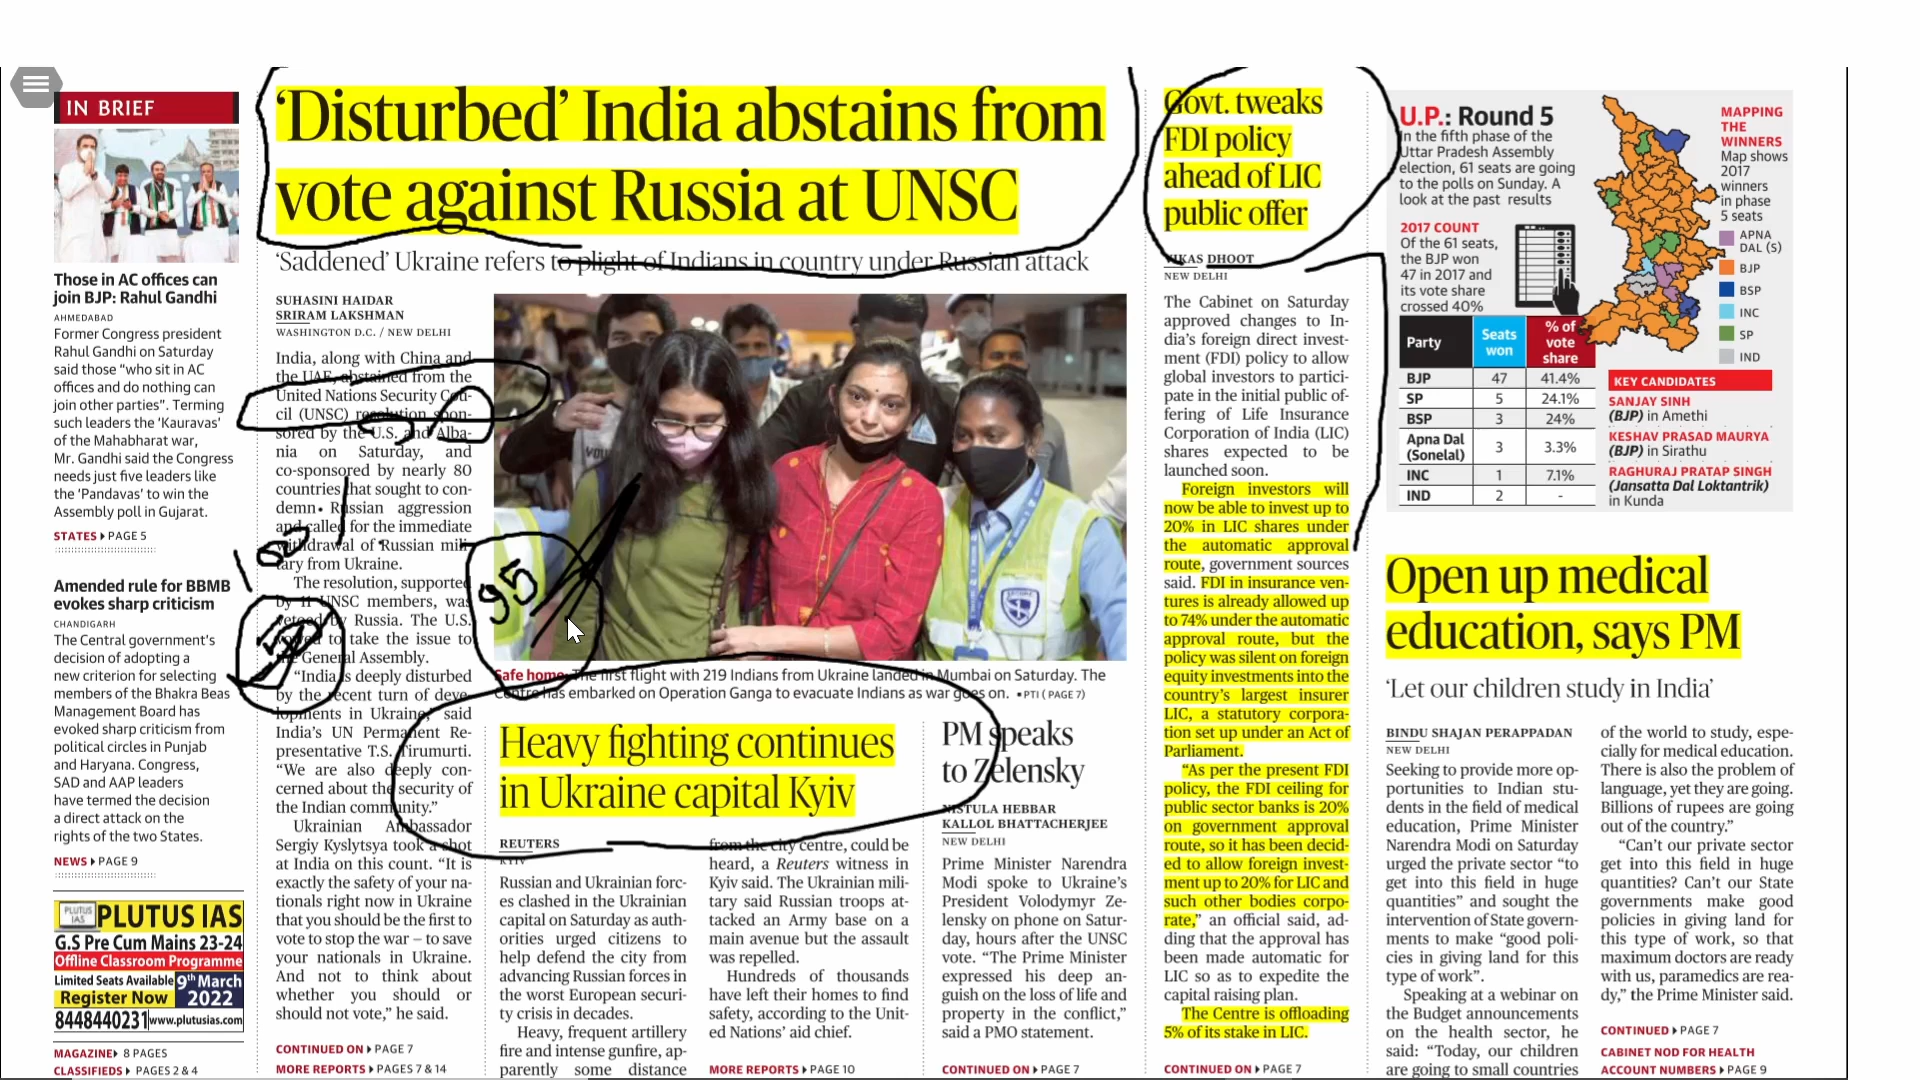 IN BRIEF
Those in AC offices can
join BJP: Rahul Gandhi
AHMEDABAD
Former Congress president
Rahul Gandhi on Saturday
said those “who sit in AC
offices and do nothing can
join other parties”. Terming
such leaders the ‘Kauravas’
of the Mahabharat war,
Mr. Gandhi said the Congress
needs just five leaders like
the ‘Pandavas’ to win the
Assembly poll in Gujarat.
STATES PAGE 5
Amended rule for BBMB
evokes sharp criticism
CHANDIGARH
The Central government’s
decision of adopting a
new criterion for selecting
members of the Bhakra Beas
Management Board has
evoked sharp criticism from
political circles in Punjab
and Haryana. Congress,
SAD and AAP leaders
have termed the decision
a direct attack on the
rights of the two States.
NEWS PAGE 9
PLUTUS IAS
PLUTUS IAS
G.S Pre Cum Mains 23-24
Offline Classroom Programme
Limited Seats Available
Register Now
9th March
2022
8448440231 www.plutusias.com
MAGAZINE 8 PAGES
CLASSIFIEDS PAGES 2 & 4
‘Disturbed’ India abstains from
vote against Russia at UNSC
‘Saddened’ Ukraine refers to plight of Indians in country under Russian attack
SUHASINI HAIDAR
SRIRAM LAKSHMAN
WASHINGTON D.C. / NEW DELHI
India, along with China and
the UAE, abstained from the
United Nations Security Coun-
cil (UNSC) resolution spon-
sored by the U.S. and Alba-
nia on Saturday, and
co-sponsored by nearly 80
countries that sought to con-
demn Russian aggression
and called for the immediate
withdrawal of Russian mili-
tary from Ukraine.
The resolution, supported
by 11 UNSC members, was
vetoed by Russia. The U.S.
vowed to take the issue to
the General Assembly.
“India is deeply disturbed
by the recent turn of deve-
lopments in Ukraine,” said
India’s UN Permanent Re-
presentative T.S. Tirumurti.
“We are also deeply con-
cerned about the security of
the Indian community.”
Ukrainian Ambassador
Sergiy Kyslytsya took a shot
at India on this count. “It is
exactly the safety of your na-
tionals right now in Ukraine
that you should be the first to
vote to stop the war – to save
your nationals in Ukraine.
And not to think about
whether you should or
should not vote,” he said.
CONTINUED ON PAGE 7
MORE REPORTS PAGES 7 & 14
95
Safe home: The first flight with 219 Indians from Ukraine landed in Mumbai on Saturday. The
Centre has embarked on Operation Ganga to evacuate Indians as war goes on. PTI ( PAGE 7)
Heavy fighting continues
in Ukraine capital Kyiv
REUTERS
KYIV
Russian and Ukrainian forc-
es clashed in the Ukrainian
capital on Saturday as auth-
orities urged citizens to
help defend the city from
advancing Russian forces in
the worst European securi-
ty crisis in decades.
Heavy, frequent artillery
fire and intense gunfire, ap-
parently some distance
from the city centre, could be
heard, a Reuters witness in
Kyiv said. The Ukrainian mili-
tary said Russian troops at-
tacked an Army base on a
main avenue but the assault
was repelled.
Hundreds of thousands
have left their homes to find
safety, according to the Unit-
ed Nations’ aid chief.
MORE REPORTS PAGE 10
PM speaks
to Zelensky
NISTULA HEBBAR
KALLOL BHATTACHERJEE
NEW DELHI
Prime Minister Narendra
Modi spoke to Ukraine’s
President Volodymyr Ze-
lensky on phone on Satur-
day, hours after the UNSC
vote. “The Prime Minister
expressed his deep an-
guish on the loss of life and
property in the conflict,”
said a PMO statement.
CONTINUED ON PAGE 7
Govt. tweaks
FDI policy
ahead of LIC
public offer
VIKAS DHOOT
NEW DELHI
The Cabinet on Saturday
approved changes to In-
dia’s foreign direct invest-
ment (FDI) policy to allow
global investors to partici-
pate in the initial public of-
fering of Life Insurance
Corporation of India (LIC)
shares expected to be
launched soon.
Foreign investors will
now be able to invest up to
20% in LIC shares under
the automatic approval
route, government sources
said. FDI in insurance ven-
tures is already allowed up
to 74% under the automatic
approval route, but the
policy was silent on foreign
equity investments into the
country’s largest insurer
LIC, a statutory corpora-
tion set up under an Act of
Parliament.
“As per the present FDI
policy, the FDI ceiling for
public sector banks is 20%
on government approval
route, so it has been decid-
ed to allow foreign invest-
ment up to 20% for LIC and
such other bodies corpo-
rate,” an official said, ad-
ding that the approval has
been made automatic for
LIC so as to expedite the
capital raising plan.
The Centre is offloading
5% of its stake in LIC.
CONTINUED ON PAGE 7
U.P.: Round 5
In the fifth phase of the
Uttar Pradesh Assembly
election, 61 seats are going
to the polls on Sunday. A
look at the past results
2017 COUNT
Of the 61 seats,
the BJP won
47 in 2017 and
its vote share
crossed 40%
MAPPING
THE
WINNERS
Map shows
2017
winners
in phase
5 seats
APNA
DAL (S)
BJP
BSP
INC
SP
IND
Party Seats won % of vote share
BJP 47 41.4%
SP 5 24.1%
BSP 3 24%
Apna Dal (Sonelal) 3 3.3%
INC 1 7.1%
IND 2 -
KEY CANDIDATES
SANJAY SINH
(BJP) in Amethi
KESHAV PRASAD MAURYA
(BJP) in Sirathu
RAGHURAJ PRATAP SINGH
(Jansatta Dal Loktantrik)
in Kunda
Open up medical
education, says PM
‘Let our children study in India’
BINDU SHAJAN PERAPPADAN
NEW DELHI
Seeking to provide more op-
portunities to Indian stu-
dents in the field of medical
education, Prime Minister
Narendra Modi on Saturday
urged the private sector “to
get into this field in huge
quantities” and sought the
intervention of State govern-
ments to make “good poli-
cies in giving land for this
type of work”.
Speaking at a webinar on
the Budget announcements
on the health sector, he
said: “Today, our children
are going to small countries
of the world to study, espe-
cially for medical education.
There is also the problem of
language, yet they are going.
Billions of rupees are going
out of the country.”
“Can’t our private sector
get into this field in huge
quantities? Can’t our State
governments make good
policies in giving land for
this type of work, so that
maximum doctors are ready
with us, paramedics are rea-
dy,” the Prime Minister said.
CONTINUED PAGE 7
CABINET NOD FOR HEALTH
ACCOUNT NUMBERS PAGE 9